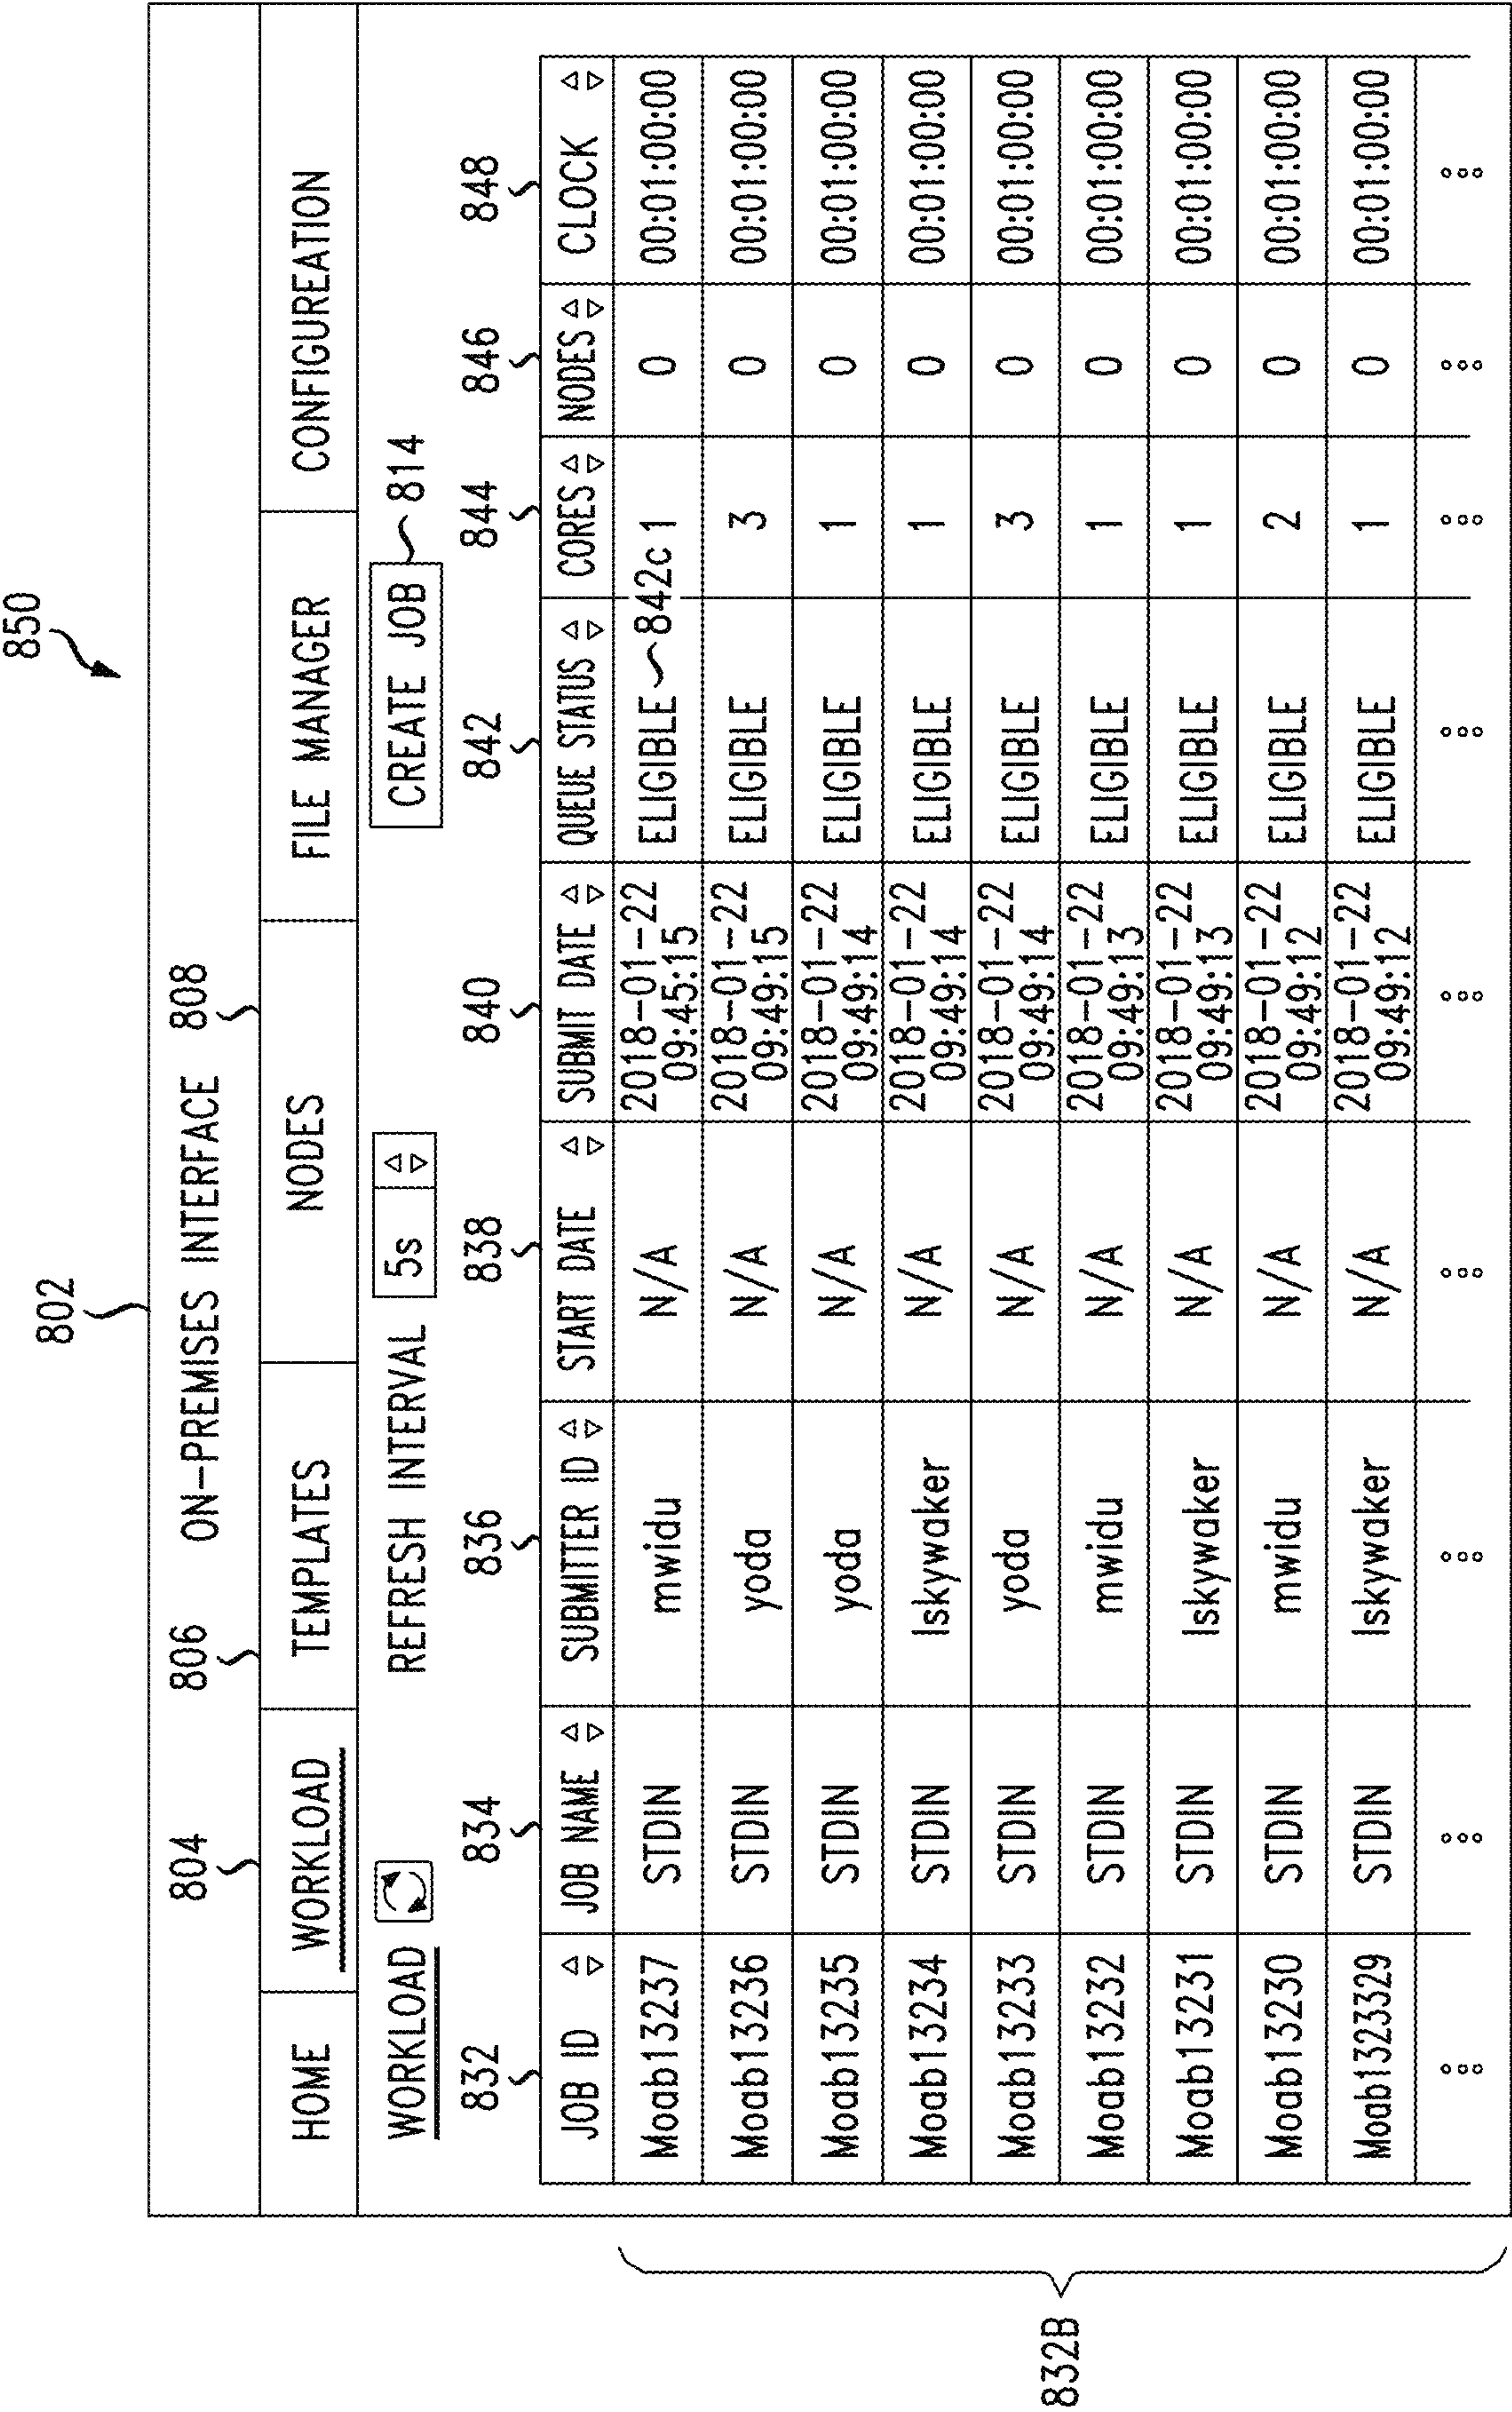 850
802
ON-PREMISES INTERFACE
804
806
808
HOME
WORKLOAD
TEMPLATES
NODES
FILE MANAGER
CONFIGUREATION
WORKLOAD
REFRESH INTERVAL
5s
CREATE JOB
814
832 834 836 838 840 842 844 846 848
JOB ID JOB NAME SUBMITTER ID START DATE SUBMIT DATE QUEUE STATUS CORES NODES CLOCK
Moab13237 STDIN mwidu N/A 2018-01-22 09:45:15 ELIGIBLE 842c 1 0 00:01:00:00
Moab13236 STDIN yoda N/A 2018-01-22 09:49:15 ELIGIBLE 3 0 00:01:00:00
Moab13235 STDIN yoda N/A 2018-01-22 09:49:14 ELIGIBLE 1 0 00:01:00:00
Moab13234 STDIN lskywaker N/A 2018-01-22 09:49:14 ELIGIBLE 1 0 00:01:00:00
Moab13233 STDIN yoda N/A 2018-01-22 09:49:14 ELIGIBLE 3 0 00:01:00:00
Moab13232 STDIN mwidu N/A 2018-01-22 09:49:13 ELIGIBLE 1 0 00:01:00:00
Moab13231 STDIN lskywaker N/A 2018-01-22 09:49:13 ELIGIBLE 1 0 00:01:00:00
Moab13230 STDIN mwidu N/A 2018-01-22 09:49:12 ELIGIBLE 2 0 00:01:00:00
Moab1323329 STDIN lskywaker N/A 2018-01-22 09:49:12 ELIGIBLE 1 0 00:01:00:00
832B